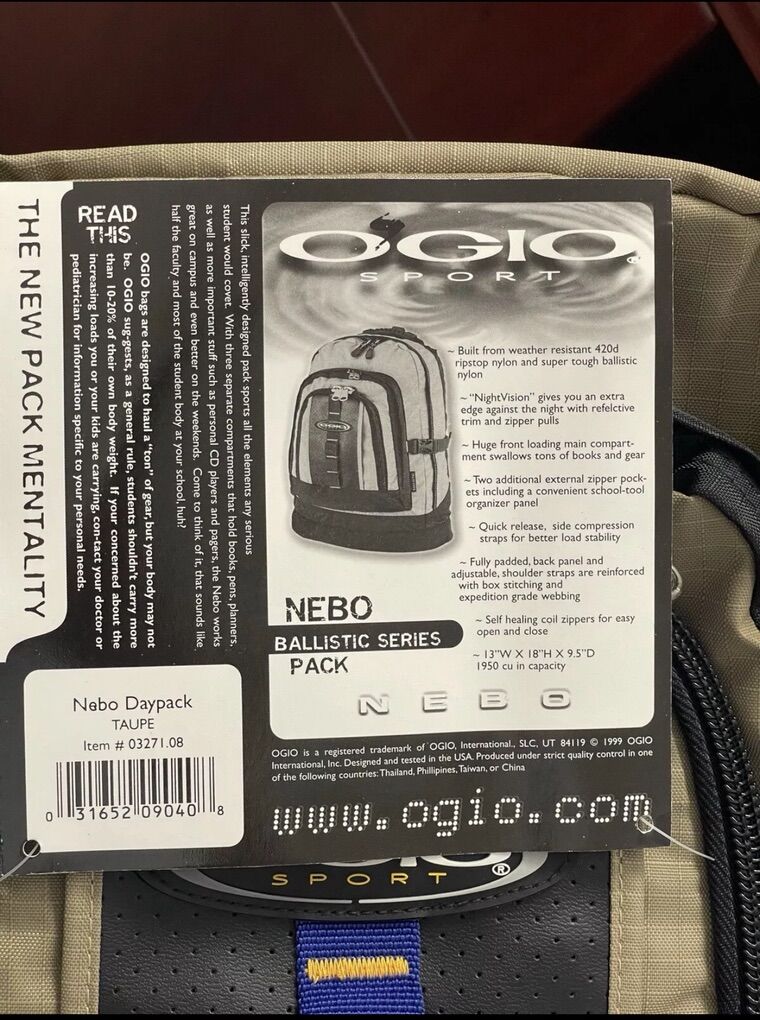 THE NEW PACK MENTALITY
READ
THIS
OGIO bags are designed to haul a "ton" of gear, but your body may not
be. OGIO sug-gests, as a general rule, students shouldn't carry more
than 10-20% of their own body weight. If your concerned about the
increasing loads you or your kids are carrying, con-tact your doctor or
pediatrician for information specific to your personal needs.
This slick, intelligently designed pack sports all the elements any serious
student would covet. With three separate compartments that hold books, pens, planners,
as well as more important stuff such as personal CD players and pagers, the Nebo works
great on campus and even better on the weekends. Come to think of it, that sounds like
half the faculty and most of the student body at your school, huh?
OGIO®
SPORT
~ Built from weather resistant 420d
ripstop nylon and super tough ballistic
nylon
~ "NightVision" gives you an extra
edge against the night with refelctive
trim and zipper pulls
~ Huge front loading main compart-
ment swallows tons of books and gear
~ Two additional external zipper pock-
ets including a convenient school-tool
organizer panel
~ Quick release, side compression
straps for better load stability
~ Fully padded, back panel and
adjustable, shoulder straps are reinforced
with box stitching and
expedition grade webbing
~ Self healing coil zippers for easy
open and close
~ 13"W X 18"H X 9.5"D
1950 cu in capacity
OGIO
NEBO
BALLISTIC SERIES
PACK
NEBO
Nebo Daypack
TAUPE
Item # 03271.08
0 31652 09040 8
OGIO is a registered trademark of OGIO, International., SLC, UT 84119 © 1999 OGIO
International, Inc. Designed and tested in the USA. Produced under strict quality control in one
of the following countries: Thailand, Phillipines, Taiwan, or China
www.ogio.com
OGIO®
SPORT